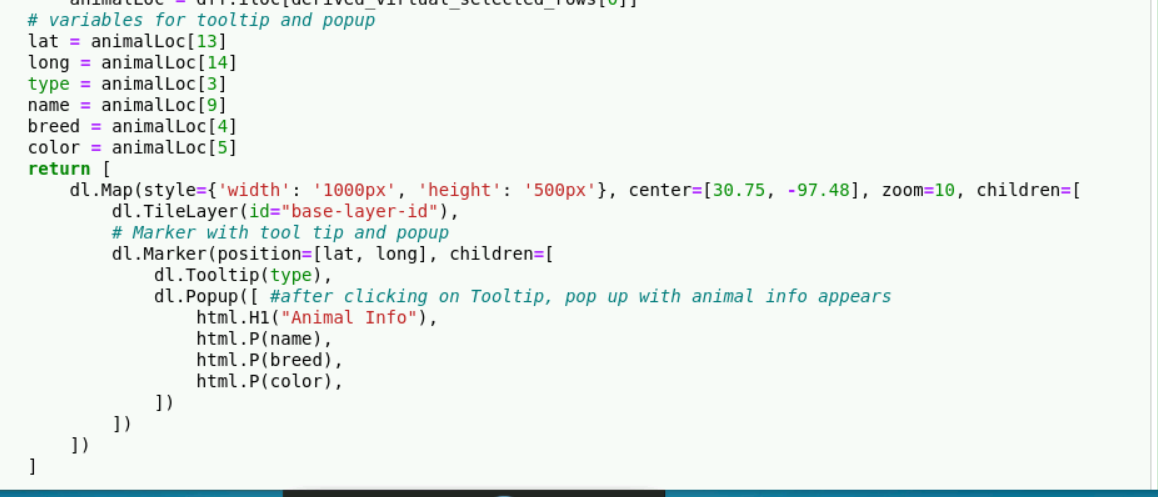 animalLoc = dff.iloc[derived_virtual_selected_rows[0]]
# variables for tooltip and popup
lat = animalLoc[13]
long = animalLoc[14]
type = animalLoc[3]
name = animalLoc[9]
breed = animalLoc[4]
color = animalLoc[5]
return [
    dl.Map(style={'width': '1000px', 'height': '500px'}, center=[30.75, -97.48], zoom=10, children=[
        dl.TileLayer(id="base-layer-id"),
        # Marker with tool tip and popup
        dl.Marker(position=[lat, long], children=[
            dl.Tooltip(type),
            dl.Popup([ #after clicking on Tooltip, pop up with animal info appears
                html.H1("Animal Info"),
                html.P(name),
                html.P(breed),
                html.P(color),
            ])
        ])
    ])
]